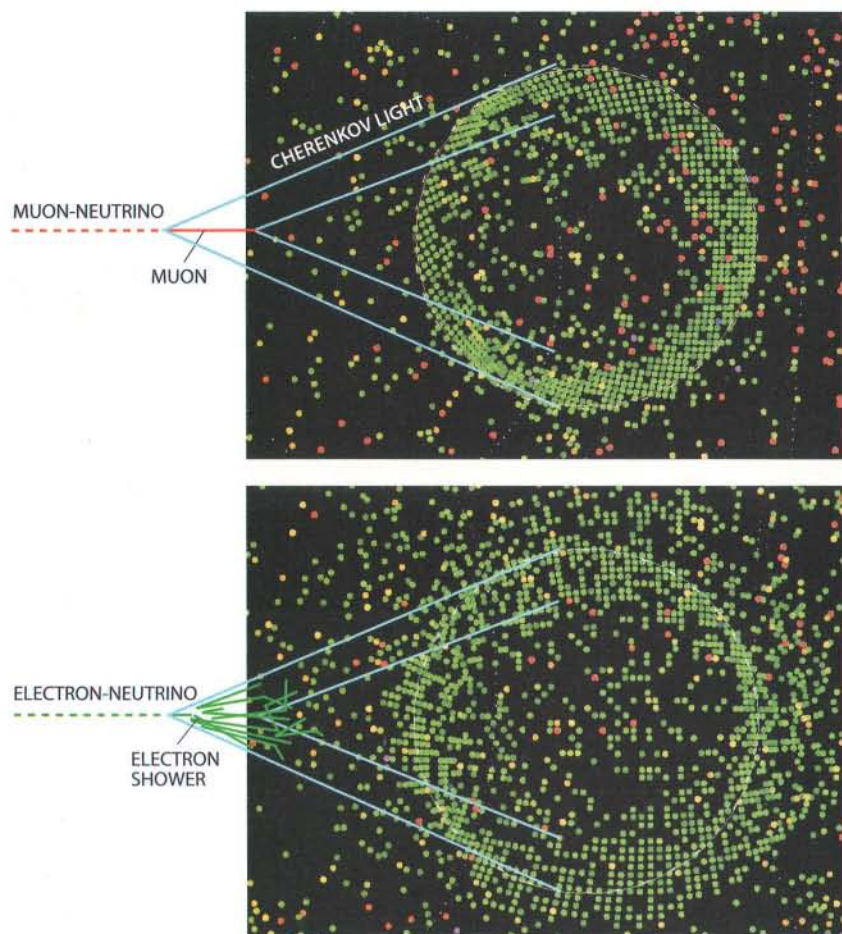 CHERENKOV LIGHT
MUON-NEUTRINO
MUON
ELECTRON-NEUTRINO
ELECTRON
SHOWER